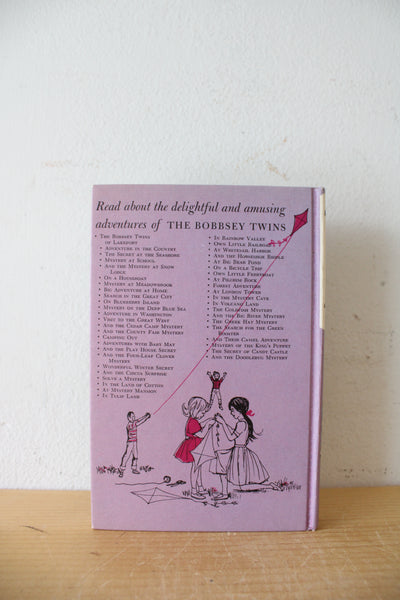 Read about the delightful and amusing
adventures of THE BOBBSEY TWINS
• The Bobbsey Twins
of Lakeport
• Adventure in the Country
• The Secret at the Seashore
• Mystery at School
• And the Mystery at Snow
Lodge
• On a Houseboat
• Mystery at Meadowbrook
• Big Adventure at Home
• Search in the Great City
• On Blueberry Island
• Mystery on the Deep Blue Sea
• Adventure in Washington
• Visit to the Great West
• And the Cedar Camp Mystery
• And the County Fair Mystery
• Camping Out
• Adventures with Baby May
• And the Play House Secret
• And the Four-Leaf Clover
Mystery
• Wonderful Winter Secret
• And the Circus Surprise
• Solve a Mystery
• In the Land of Cotton
• At Mystery Mansion
• In Tulip Land
• In Rainbow Valley
• Own Little Railroad
• At Whitesail Harbor
• And the Horseshoe Riddle
• At Big Bear Pond
• On a Bicycle Trip
• Own Little Ferryboat
• At Pilgrim Rock
• Forest Adventure
• At London Tower
• In the Mystery Cave
• In Volcano Land
• The Goldfish Mystery
• And the Big River Mystery
• The Greek Hat Mystery
• The Search for the Green
Rooster
• And Their Camel Adventure
• Mystery of the King's Puppet
• The Secret of Candy Castle
• And the Doodlebug Mystery